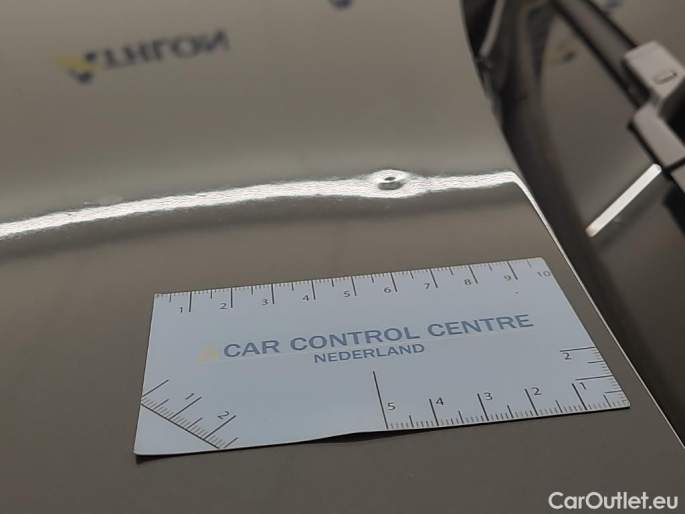 ATHLON
1 2 3 4 5 6 7 8 9 10
CAR CONTROL CENTRE
NEDERLAND
1 2
5 4 3 2 1
2
CarOutlet.eu